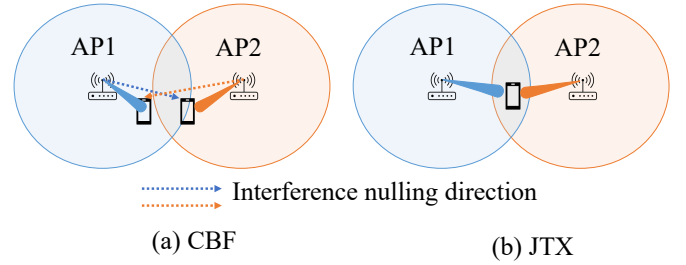 AP1
AP2
AP1
AP2
Interference nulling direction
(a) CBF
(b) JTX